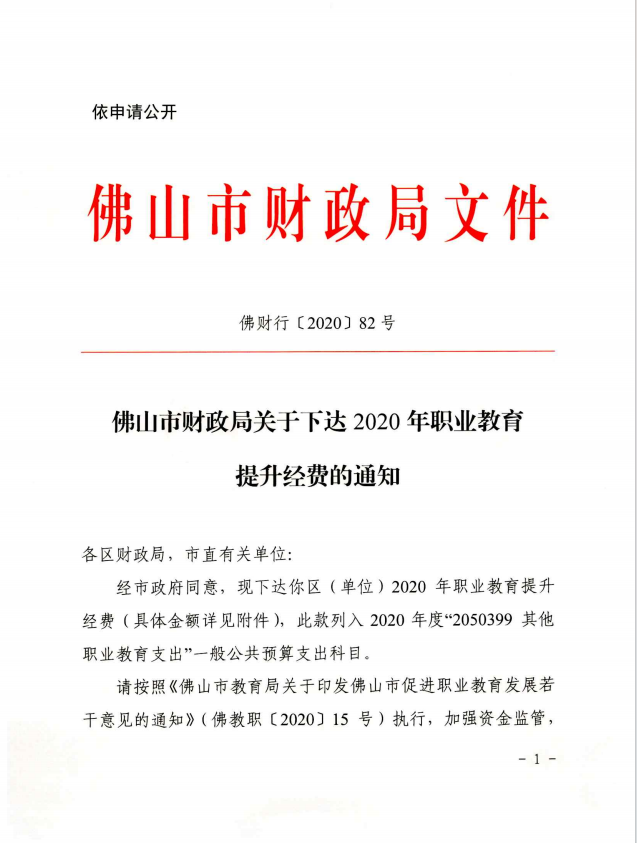 依申请公开
佛山市财政局文件
佛财行〔2020〕82号
佛山市财政局关于下达 2020 年职业教育
提升经费的通知
各区财政局，市直有关单位：
经市政府同意，现下达你区（单位）2020 年职业教育提升
经费（具体金额详见附件），此款列入 2020 年度“2050399 其他
职业教育支出”一般公共预算支出科目。
请按照《佛山市教育局关于印发佛山市促进职业教育发展若
干意见的通知》（佛教职〔2020〕15 号）执行，加强资金监管，
- 1 -